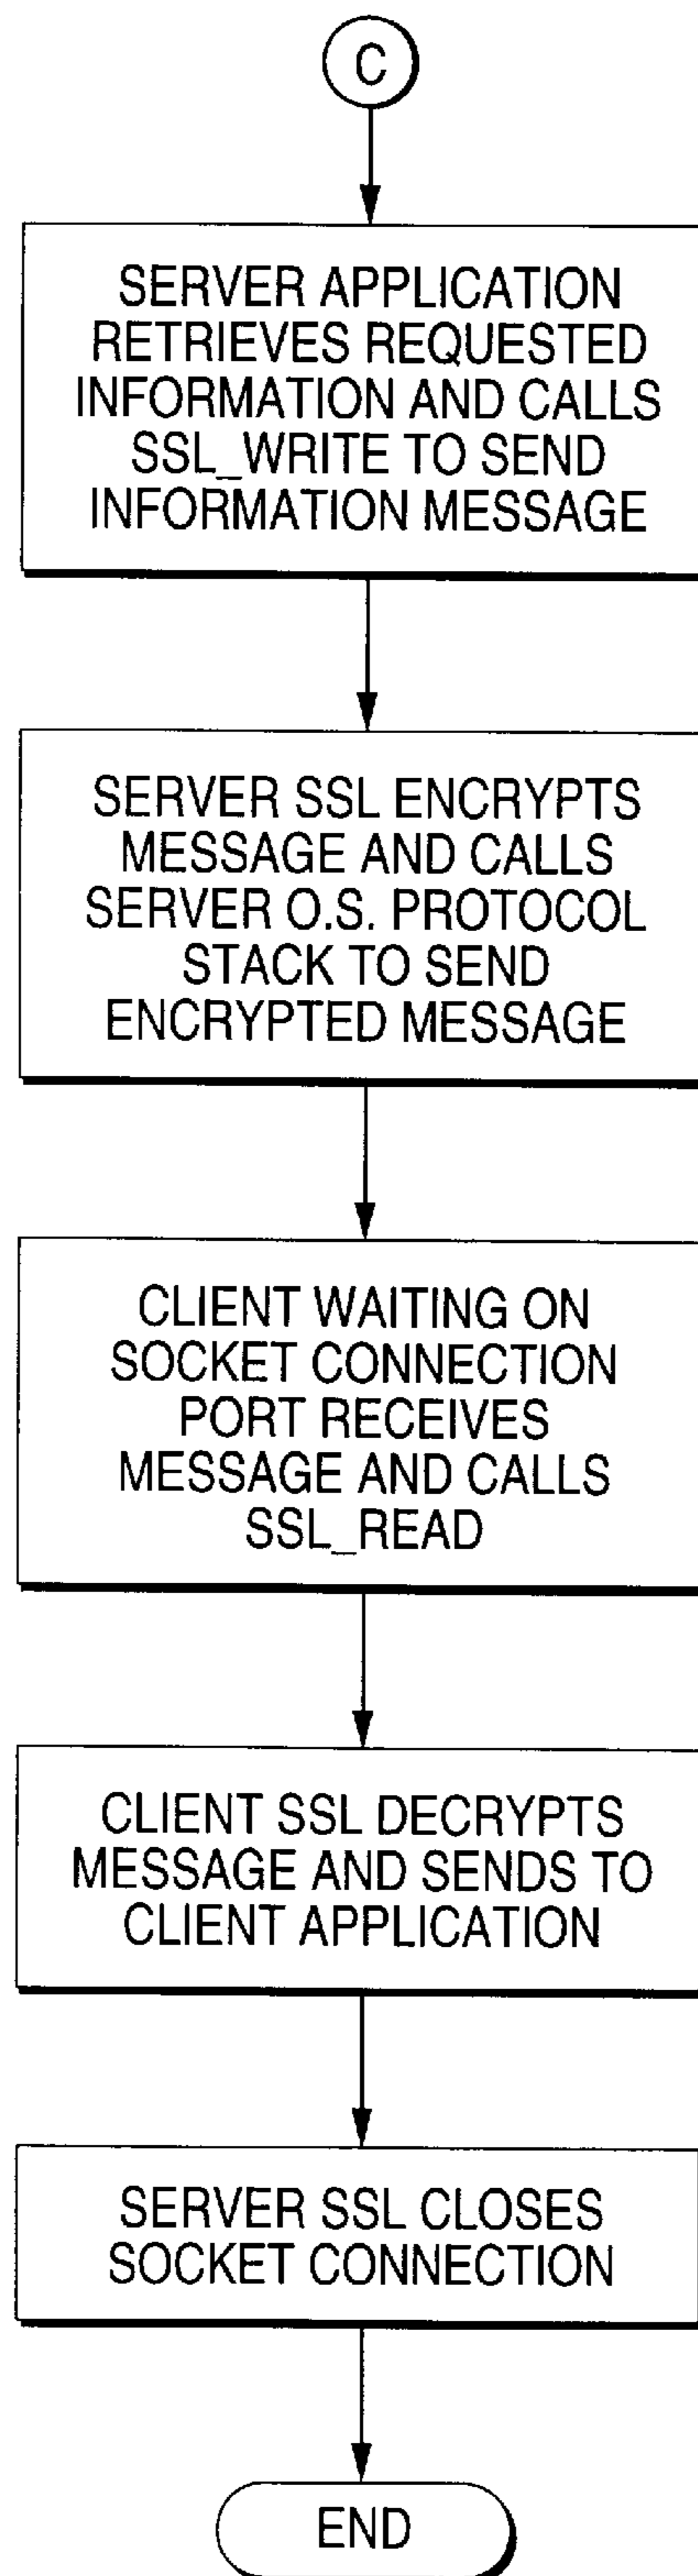 C
SERVER APPLICATION
RETRIEVES REQUESTED
INFORMATION AND CALLS
SSL_WRITE TO SEND
INFORMATION MESSAGE
SERVER SSL ENCRYPTS
MESSAGE AND CALLS
SERVER O.S. PROTOCOL
STACK TO SEND
ENCRYPTED MESSAGE
CLIENT WAITING ON
SOCKET CONNECTION
PORT RECEIVES
MESSAGE AND CALLS
SSL_READ
CLIENT SSL DECRYPTS
MESSAGE AND SENDS TO
CLIENT APPLICATION
SERVER SSL CLOSES
SOCKET CONNECTION
END